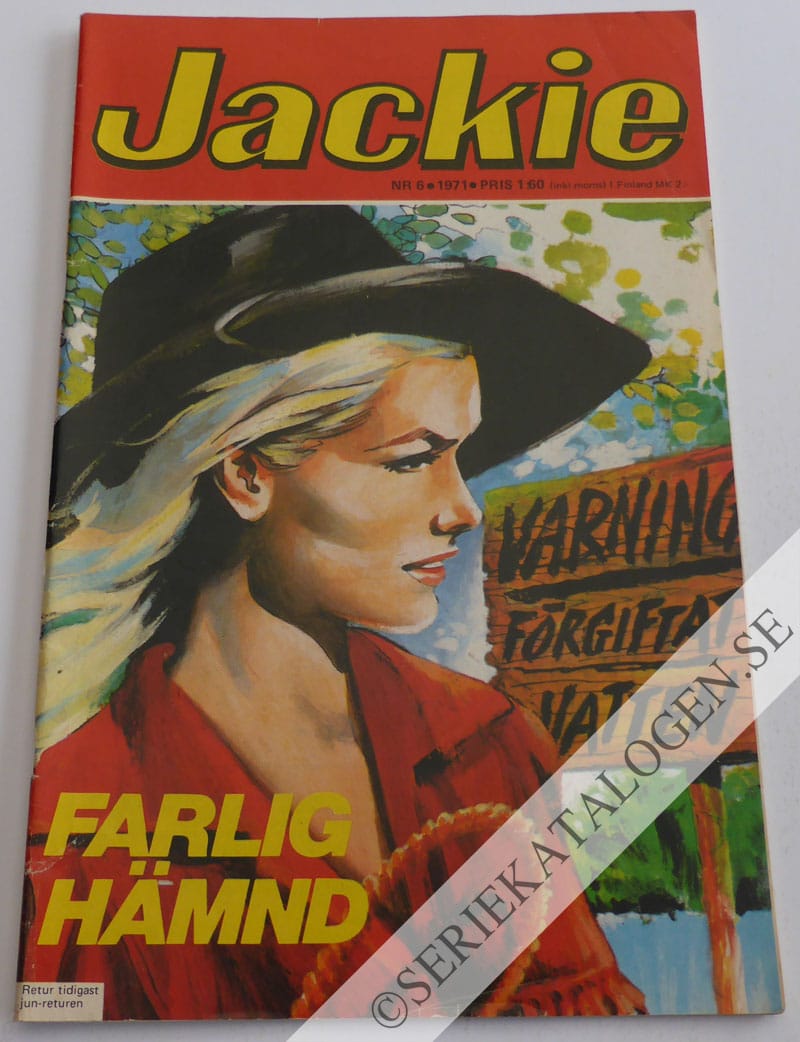 Jackie
NR 6 • 1971 • PRIS 1:60 (inkl moms) I Finland MK 2:
VARNING
FÖRGIFTAT
VATTEN
FARLIG
HÄMND
Retur tidigast
jun-returen
©SERIEKATALOGEN.SE